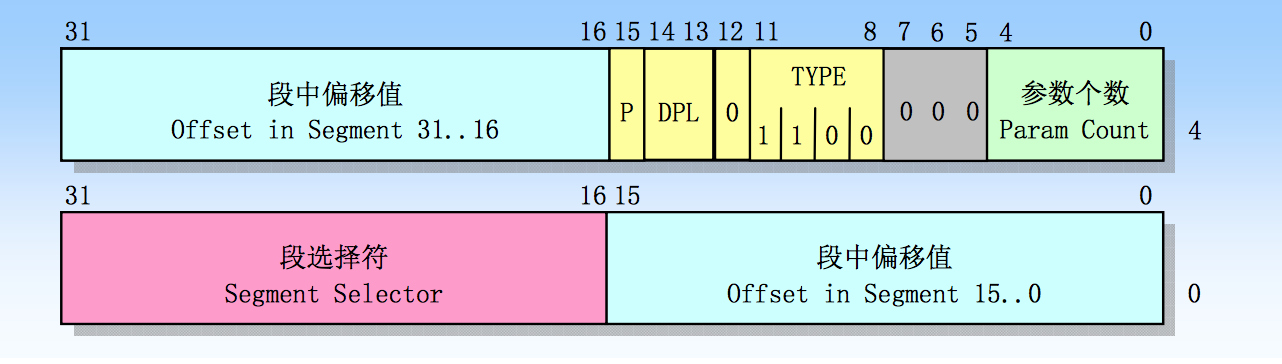 31 16 15 14 13 12 11 8 7 6 5 4 0
段中偏移值
Offset in Segment 31..16
P
DPL
0
TYPE
1 1 0 0
0 0 0
参数个数
Param Count
4
31 16 15 0
段选择符
Segment Selector
段中偏移值
Offset in Segment 15..0
0